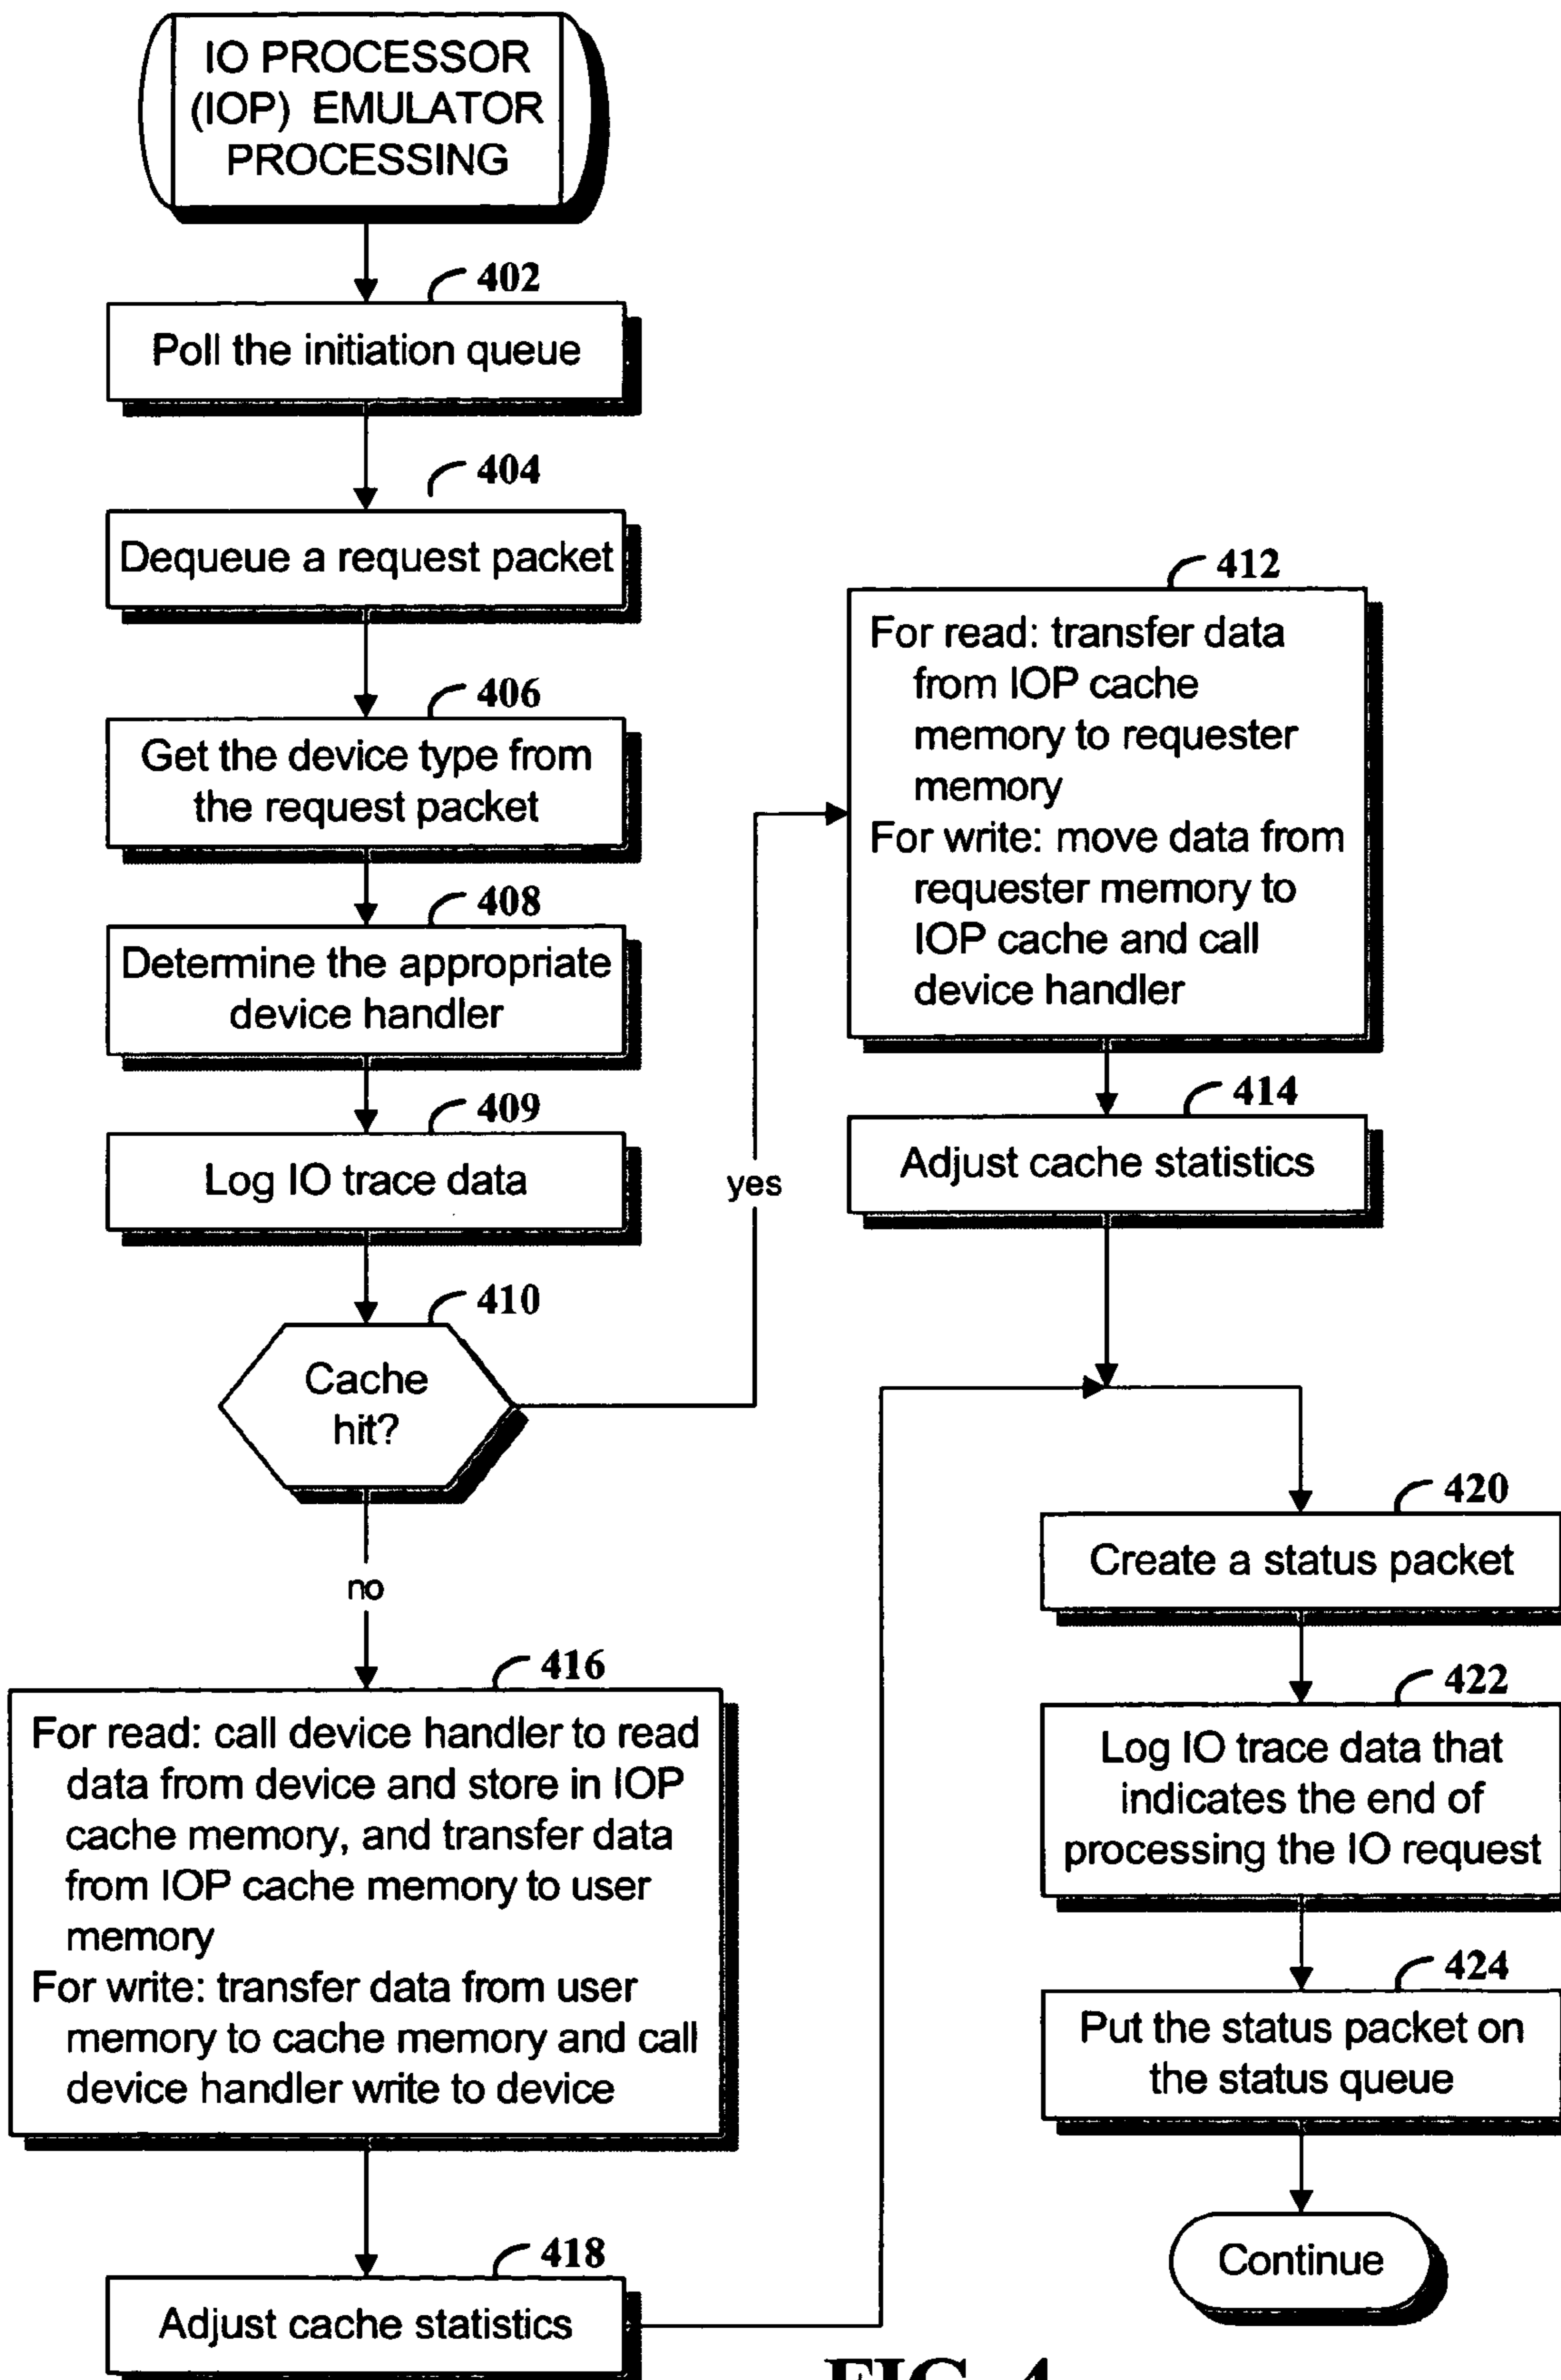 IO PROCESSOR
(IOP) EMULATOR
PROCESSING
402
Poll the initiation queue
404
Dequeue a request packet
406
Get the device type from
the request packet
408
Determine the appropriate
device handler
409
Log IO trace data
410
Cache
hit?
yes
no
412
For read: transfer data
from IOP cache
memory to requester
memory
For write: move data from
requester memory to
IOP cache and call
device handler
414
Adjust cache statistics
416
For read: call device handler to read
data from device and store in IOP
cache memory, and transfer data
from IOP cache memory to user
memory
For write: transfer data from user
memory to cache memory and call
device handler write to device
418
Adjust cache statistics
420
Create a status packet
422
Log IO trace data that
indicates the end of
processing the IO request
424
Put the status packet on
the status queue
Continue
FIG. 4